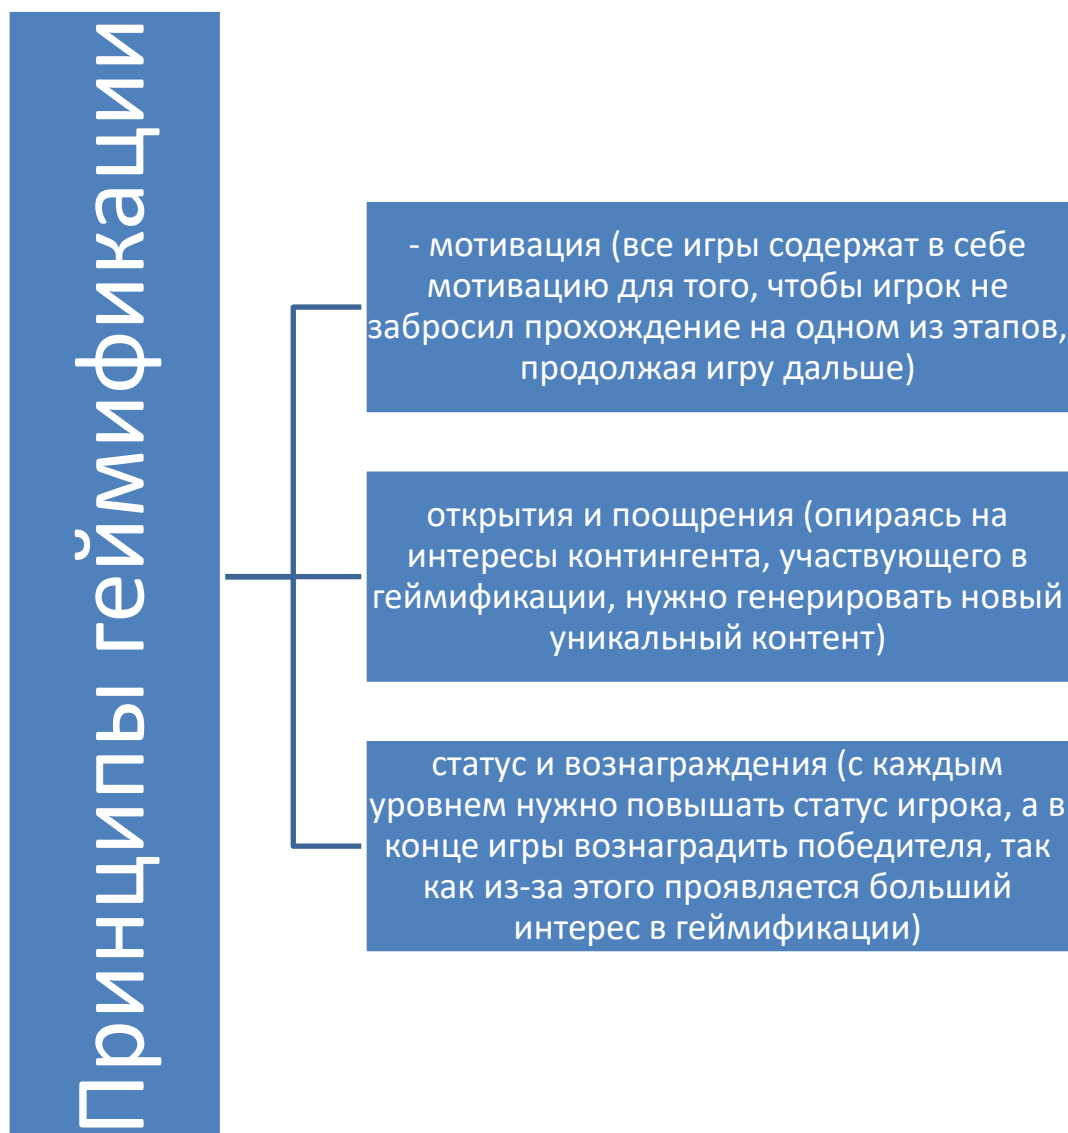 Принципы геймификации
- мотивация (все игры содержат в себе
мотивацию для того, чтобы игрок не
забросил прохождение на одном из этапов,
продолжая игру дальше)
открытия и поощрения (опираясь на
интересы контингента, участвующего в
геймификации, нужно генерировать новый
уникальный контент)
статус и вознаграждения (с каждым
уровнем нужно повышать статус игрока, а в
конце игры вознаградить победителя, так
как из-за этого проявляется больший
интерес в геймификации)